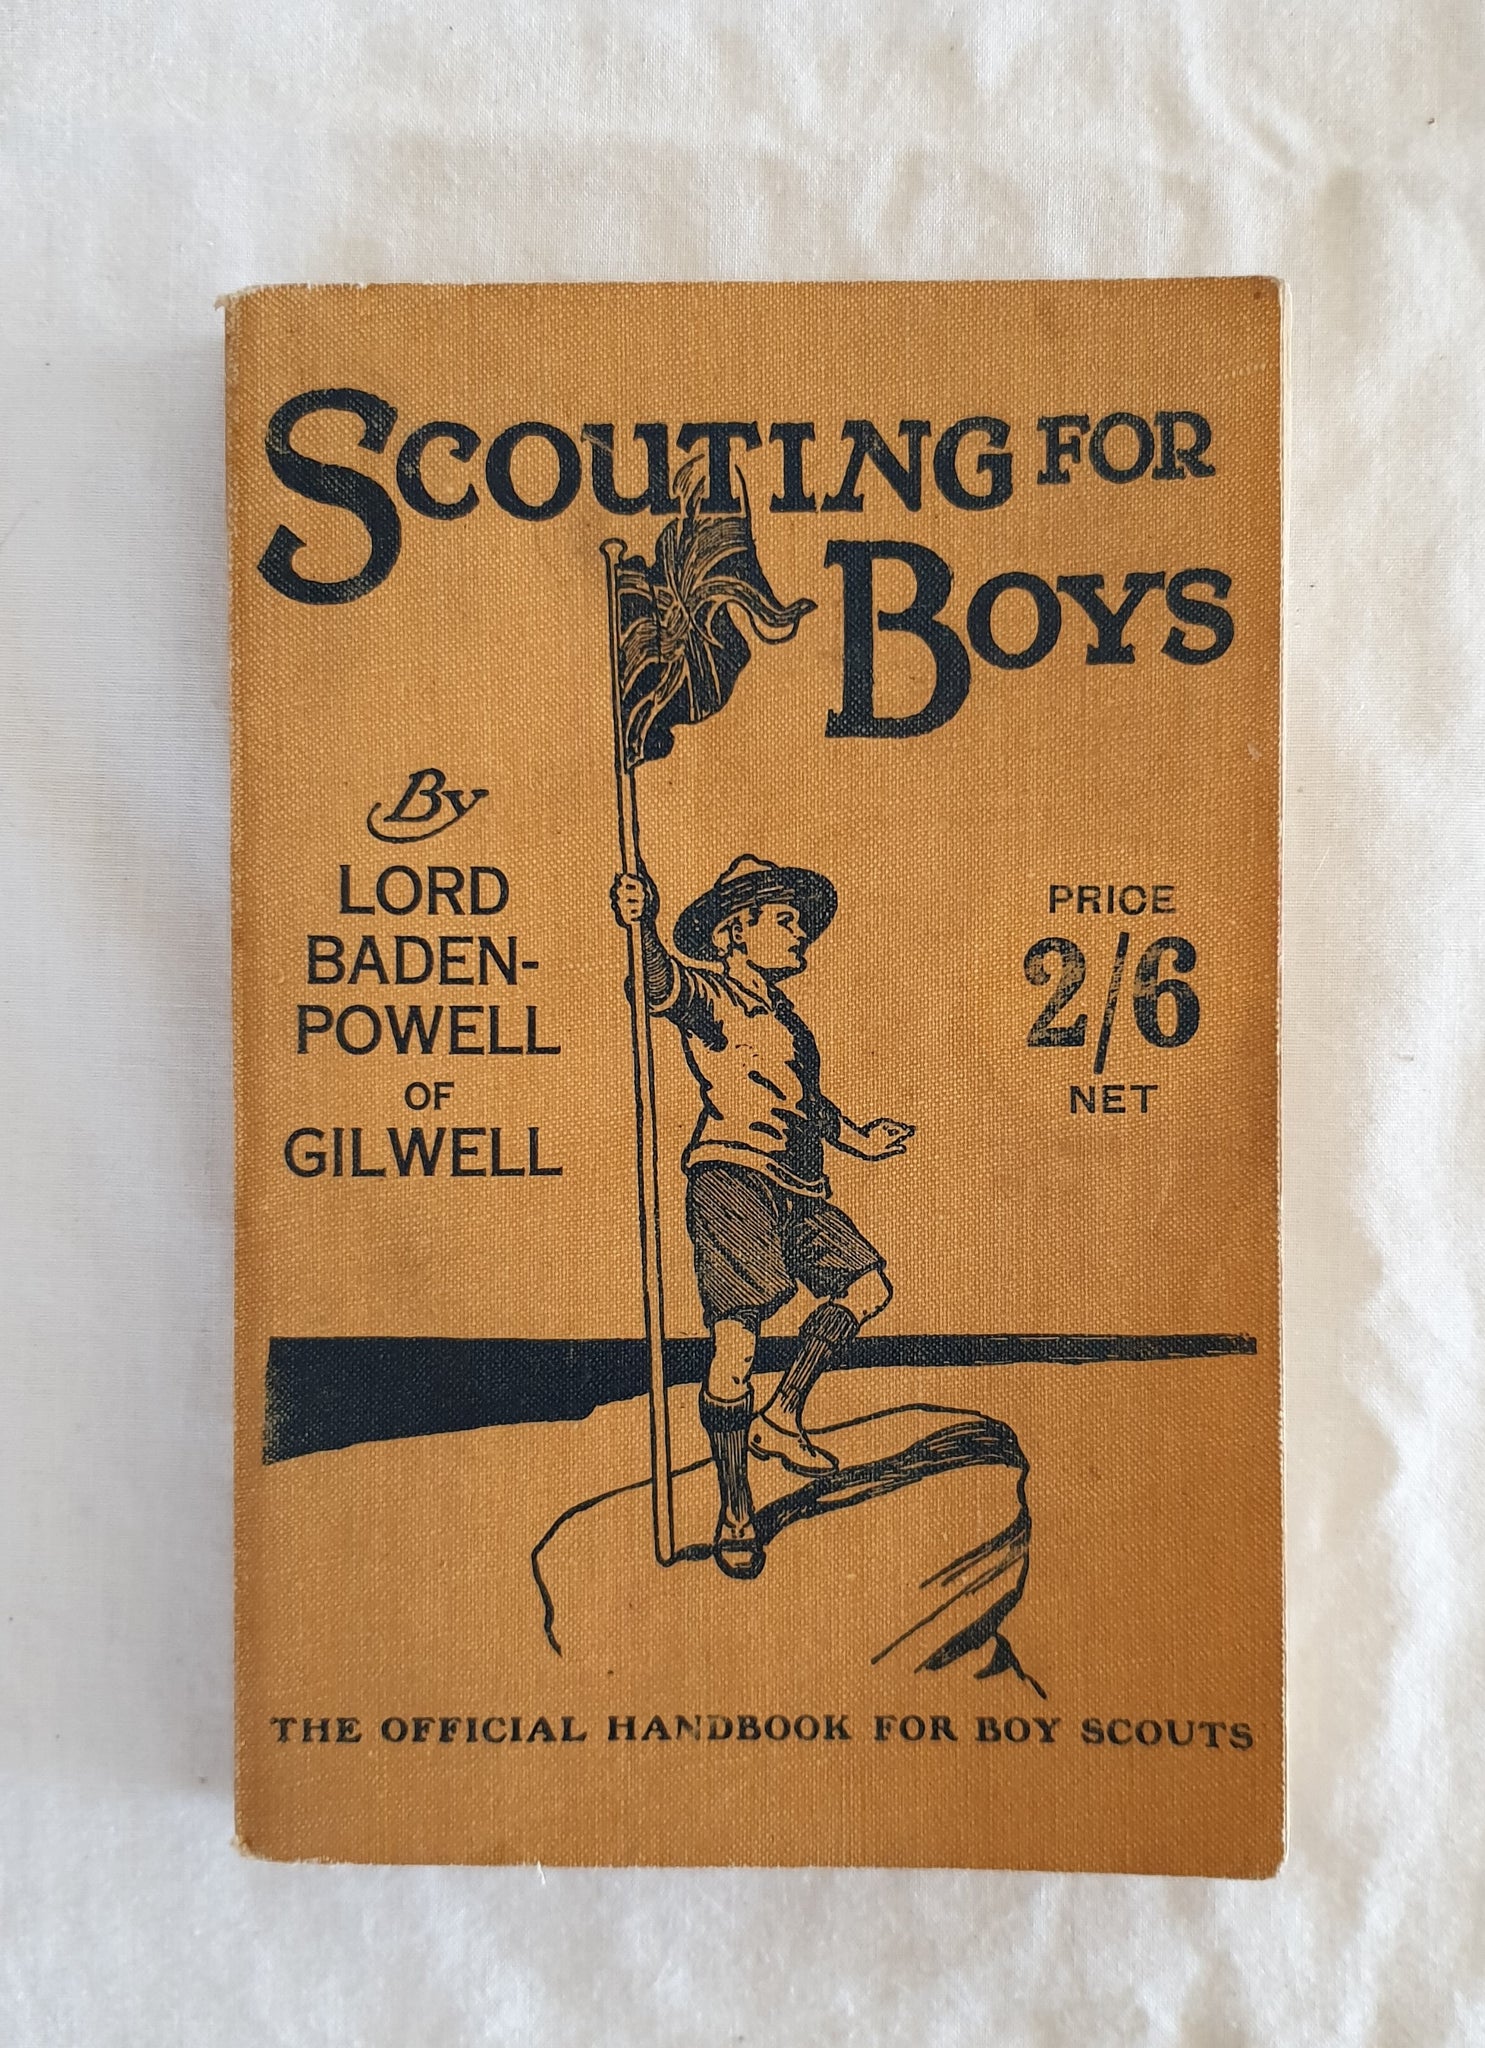 SCOUTING FOR
BOYS
By
LORD
BADEN-
POWELL
OF
GILWELL
PRICE
2/6
NET
THE OFFICIAL HANDBOOK FOR BOY SCOUTS